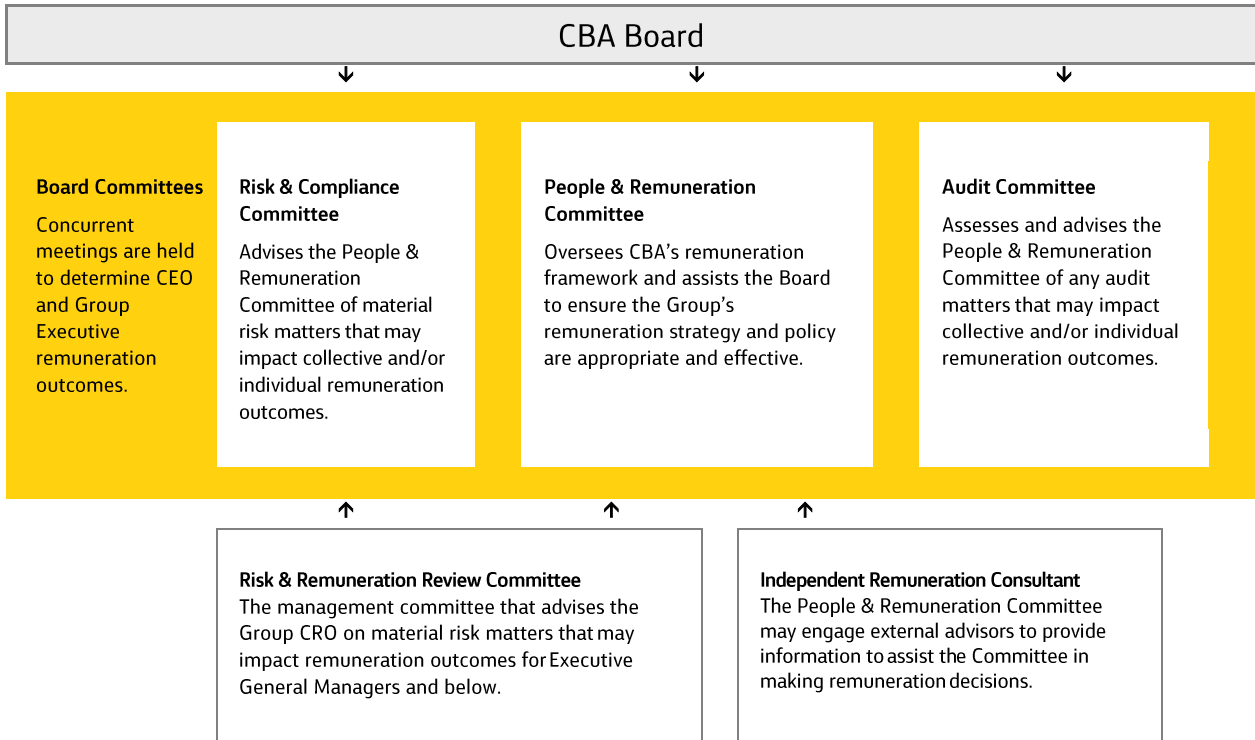 CBA Board
Board Committees
Concurrent
meetings are held
to determine CEO
and Group
Executive
remuneration
outcomes.
Risk & Compliance
Committee
Advises the People &
Remuneration
Committee of material
risk matters that may
impact collective and/or
individual remuneration
outcomes.
People & Remuneration
Committee
Oversees CBA’s remuneration
framework and assists the Board
to ensure the Group’s
remuneration strategy and policy
are appropriate and effective.
Audit Committee
Assesses and advises the
People & Remuneration
Committee of any audit
matters that may impact
collective and/or individual
remuneration outcomes.
Risk & Remuneration Review Committee
The management committee that advises the
Group CRO on material risk matters that may
impact remuneration outcomes for Executive
General Managers and below.
Independent Remuneration Consultant
The People & Remuneration Committee
may engage external advisors to provide
information to assist the Committee in
making remuneration decisions.